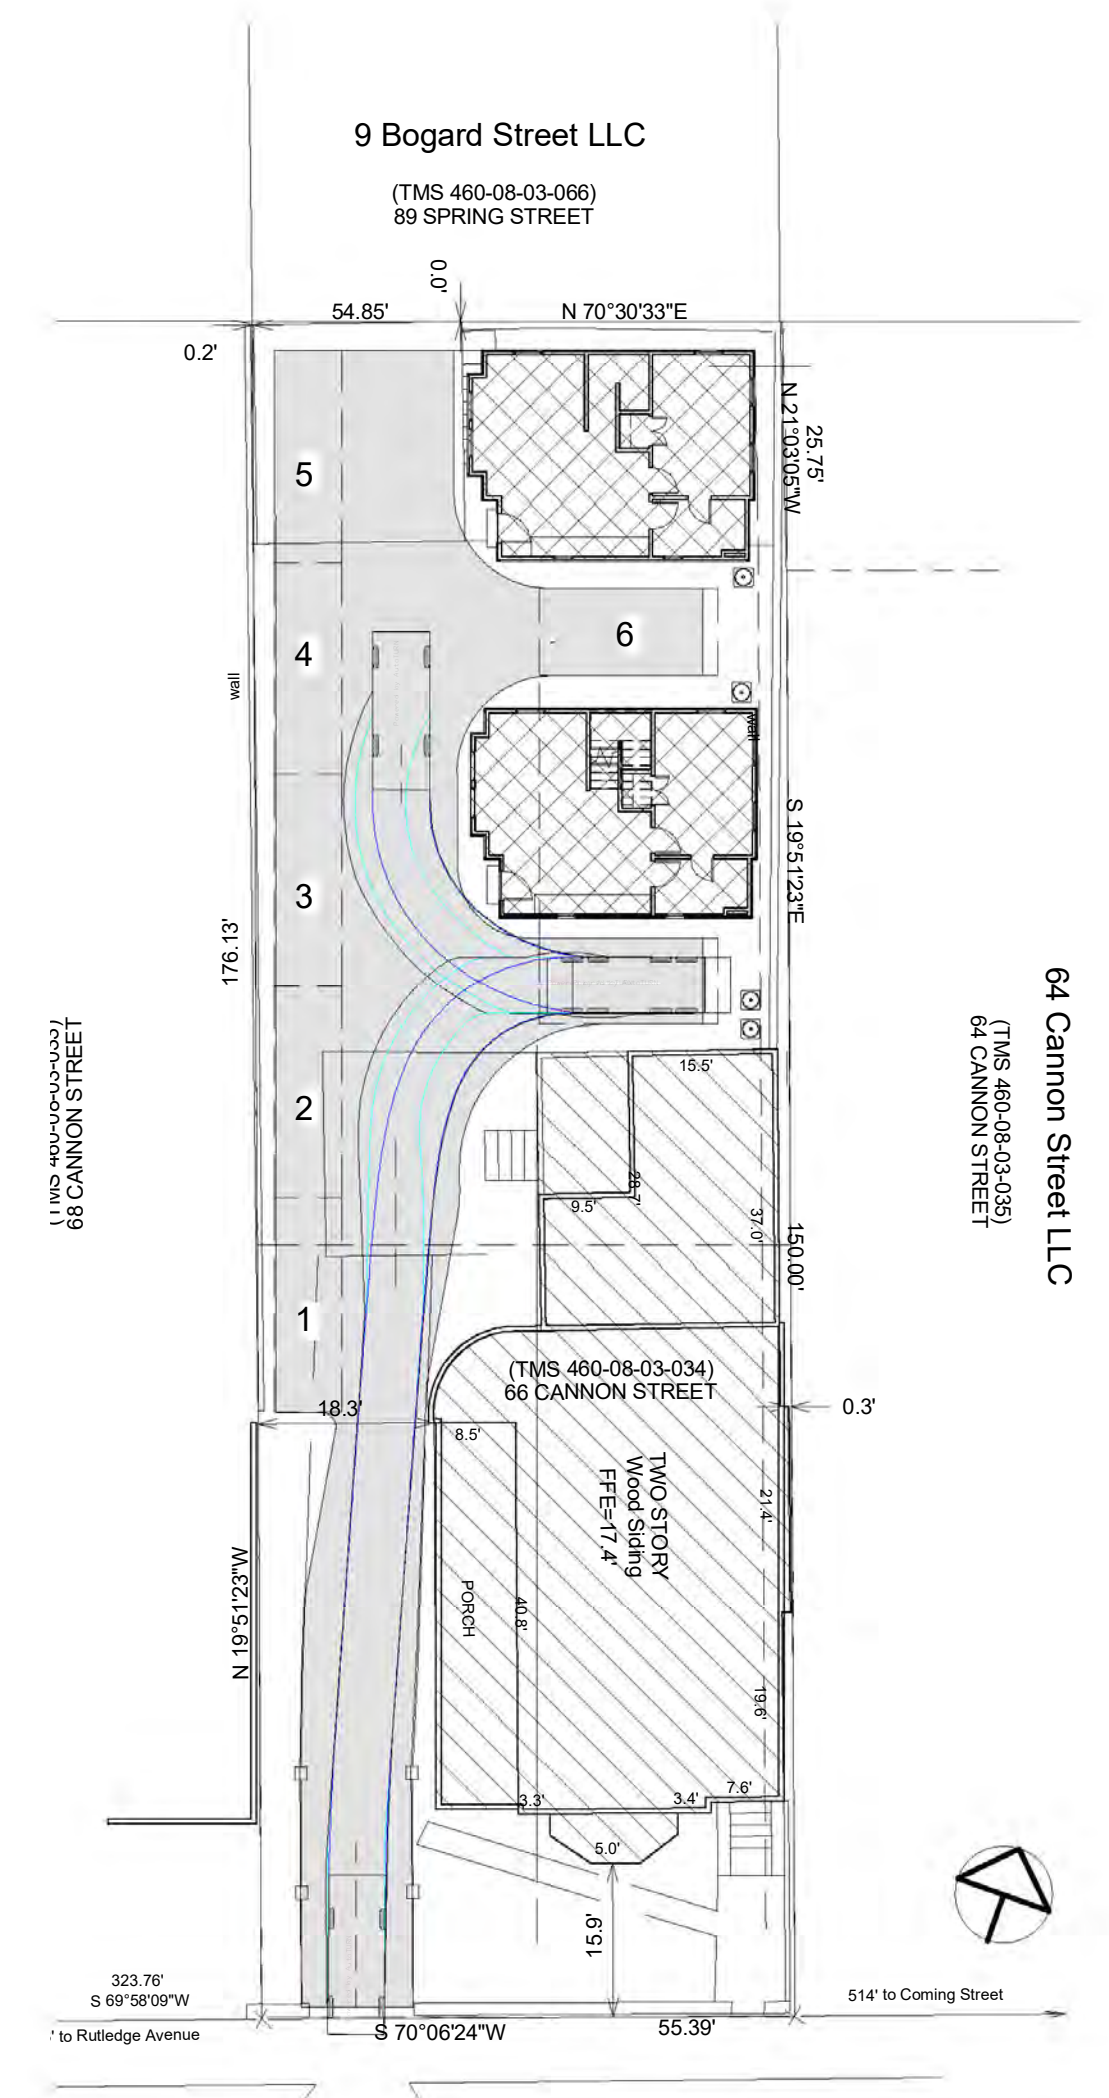 9 Bogard Street LLC
(TMS 460-08-03-066)
89 SPRING STREET
0.0'
54.85'
N 70°30'33"E
0.2'
N 21°03'05"W
25.75'
5
4
6
wall
wall
S 19°51'23"E
3
176.13'
64 Cannon Street LLC
(TMS 460-08-03-035)
64 CANNON STREET
68 CANNON STREET
15.5'
2
28.7'
9.5'
37.0'
150.00'
1
(TMS 460-08-03-034)
66 CANNON STREET
18.3'
0.3'
8.5'
TWO STORY
Wood Siding
FFE=17.4'
21.4'
N 19°51'23"W
PORCH
40.8'
19.6'
7.6'
3.3'
3.4'
5.0'
15.9'
323.76'
S 69°58'09"W
514' to Coming Street
' to Rutledge Avenue
S 70°06'24"W
55.39'